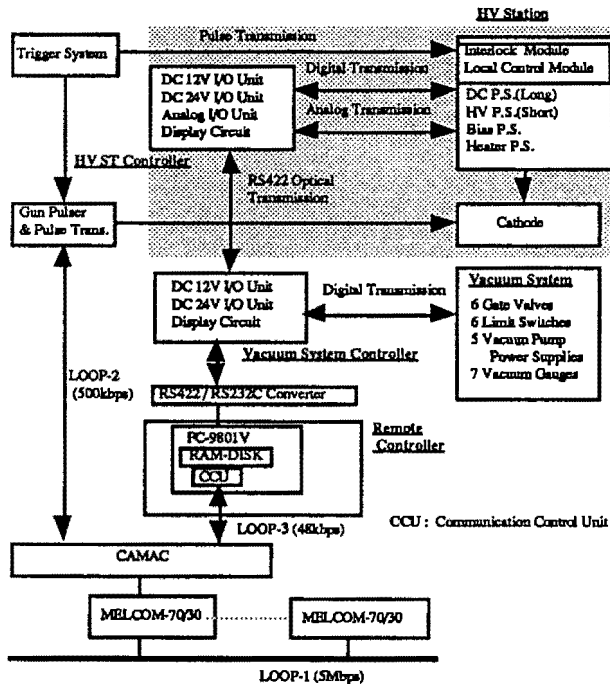 HV Station
Pulse Transmission
Trigger System
Interlock Module
Local Control Module
DC 12V I/O Unit
DC 24V I/O Unit
Analog I/O Unit
Display Circuit
Digital Transmission
Analog Transmission
DC P.S.(Long)
HV P.S.(Short)
Bias P.S.
Heater P.S.
HV ST Controller
RS422 Optical
Transmission
Gun Pulser
& Pulse Trans.
Cathode
DC 12V I/O Unit
DC 24V I/O Unit
Display Circuit
Digital Transmission
Vacuum System
6 Gate Valves
6 Limit Switches
5 Vacuum Pump
Power Supplies
7 Vacuum Gauges
Vacuum System Controller
LOOP-2
(500kbps)
RS422 / RS232C Converter
PC-9801V
RAM-DISK
CCU
Remote
Controller
LOOP-3 (48kbps)
CCU : Communication Control Unit
CAMAC
MELCOM-70/30
MELCOM-70/30
LOOP-1 (5Mbps)